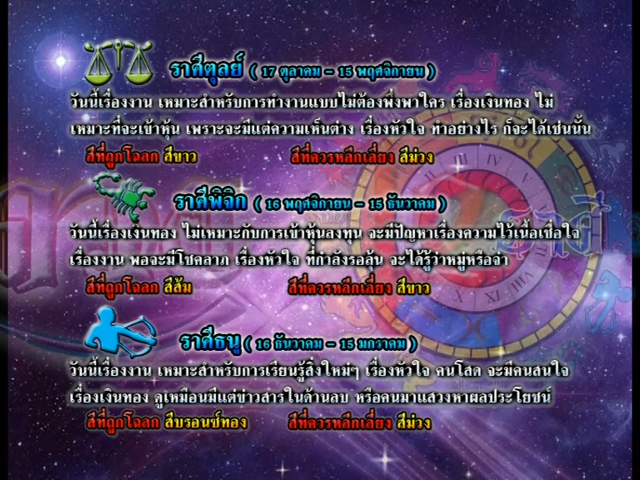 ราศีตุลย์ ( 17 ตุลาคม - 15 พฤศจิกายน )
วันนี้เรื่องงาน เหมาะสำหรับการทำงานแบบไม่ต้องพึ่งพาใคร เรื่องเงินทอง ไม่
เหมาะที่จะเข้าหุ้น เพราะจะมีแต่ความเห็นต่าง เรื่องหัวใจ ทำอย่างไร ก็จะได้เช่นนั้น
สีที่ถูกโฉลก สีขาว สีที่ควรหลีกเลี่ยง สีม่วง
ราศีพิจิก ( 16 พฤศจิกายน - 15 ธันวาคม )
วันนี้เรื่องเงินทอง ไม่เหมาะกับการเข้าหุ้นลงทุน จะมีปัญหาเรื่องความไว้เนื้อเชื่อใจ
เรื่องงาน พอจะมีโชคลาภ เรื่องหัวใจ ที่กำลังรอลุ้น จะได้รู้ว่าหมู่หรือจ่า
สีที่ถูกโฉลก สีส้ม สีที่ควรหลีกเลี่ยง สีขาว
ราศีธนู ( 16 ธันวาคม - 15 มกราคม )
วันนี้เรื่องงาน เหมาะสำหรับการเรียนรู้สิ่งใหม่ๆ เรื่องหัวใจ คนโสด จะมีคนสนใจ
เรื่องเงินทอง ดูเหมือนมีแต่ข่าวสารในด้านลบ หรือคนมาแสวงหาผลประโยชน์
สีที่ถูกโฉลก สีบรอนซ์ทอง สีที่ควรหลีกเลี่ยง สีม่วง